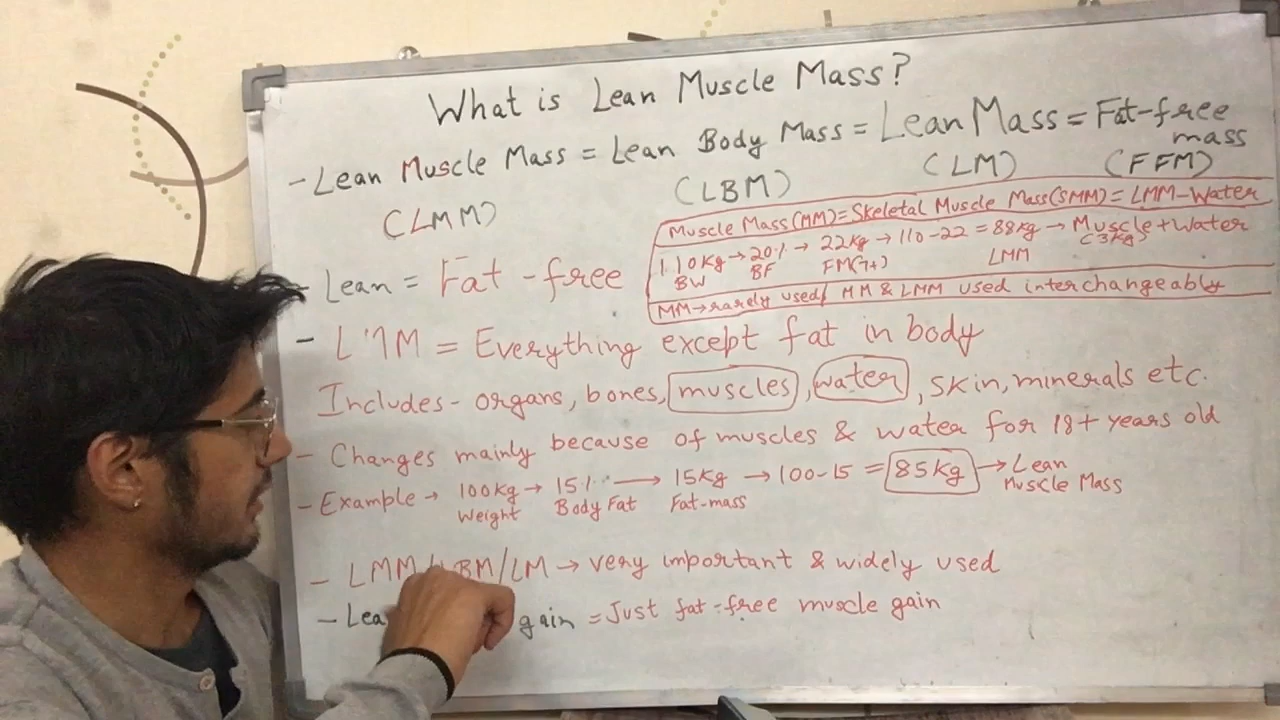 What is Lean Muscle Mass?
- Lean Muscle Mass = Lean Body Mass = Lean Mass = Fat-free mass
(LMM) (LBM) (LM) (FFM)
Muscle Mass(MM)=Skeletal Muscle Mass(SMM)= LMM-Water
110kg → 20% → 22kg → 110-22 = 88kg → Muscle+Water
BW BF FM(7+) LMM (3kg)
MM→rarely used/ MM & LMM used interchangeably
- Lean = Fat-free
- LMM = Everything except fat in body
Includes- organs, bones, muscles, water, skin, minerals etc.
- Changes mainly because of muscles & water for 18+ years old
- Example → 100kg → 15% → 15kg → 100-15 = 85kg → Lean
Weight Body Fat Fat-mass Muscle Mass
- LMM/LBM/LM → very important & widely used
- gain = Just fat-free muscle gain